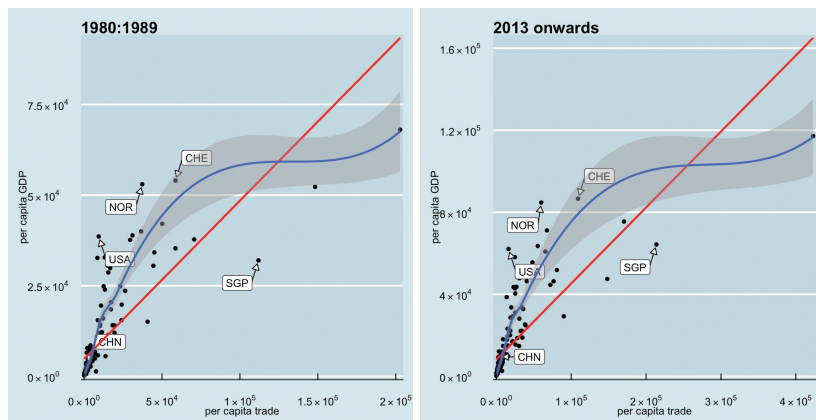 1980:1989
per capita GDP
7.5 × 10⁴
5 × 10⁴
2.5 × 10⁴
0 × 10⁰
CHE
NOR
USA
SGP
CHN
0 × 10⁰ 5 × 10⁴ 1 × 10⁵ 1.5 × 10⁵ 2 × 10⁵
per capita trade
2013 onwards
per capita GDP
1.6 × 10⁵
1.2 × 10⁵
8 × 10⁴
4 × 10⁴
0 × 10⁰
CHE
NOR
USA
SGP
CHN
0 × 10⁰ 1 × 10⁵ 2 × 10⁵ 3 × 10⁵ 4 × 10⁵
per capita trade